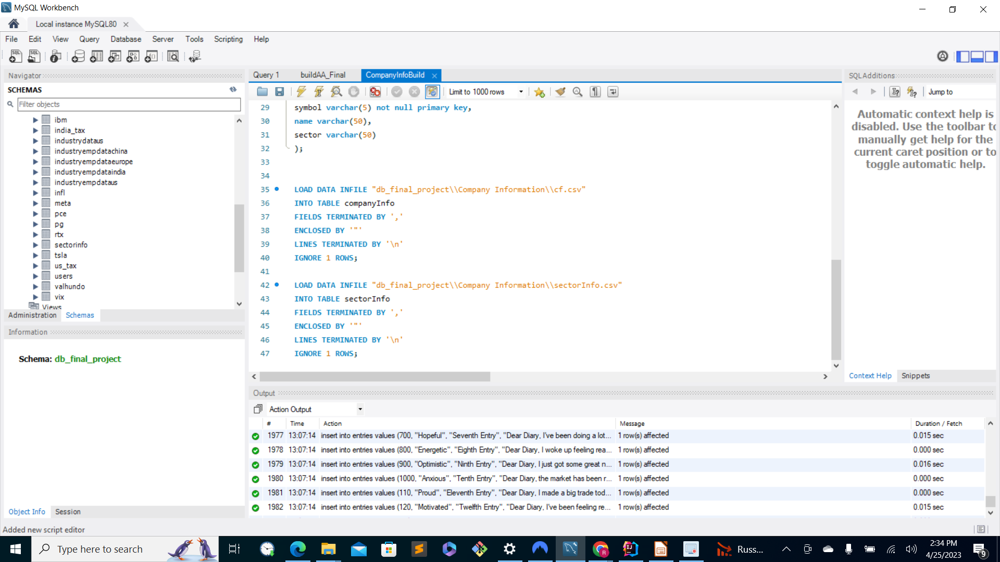 MySQL Workbench
Local instance MySQL80
File Edit View Query Database Server Tools Scripting Help
Navigator
SCHEMAS
Filter objects
ibm
india_tax
industrydataus
industryempdatachina
industryempdataeurope
industryempdataindia
industryempdataus
infl
meta
pce
pg
rtx
sectorinfo
tsla
us_tax
users
valhundo
vix
Views
Administration Schemas
Information
Schema: db_final_project
Object Info Session
Query 1 buildAA_Final CompanyInfoBuild
Limit to 1000 rows
29 symbol varchar(5) not null primary key,
30 name varchar(50),
31 sector varchar(50)
32 );
33
34
35 LOAD DATA INFILE "db_final_project\\Company Information\\cf.csv"
36 INTO TABLE companyInfo
37 FIELDS TERMINATED BY ','
38 ENCLOSED BY '"'
39 LINES TERMINATED BY '\n'
40 IGNORE 1 ROWS;
41
42 LOAD DATA INFILE "db_final_project\\Company Information\\sectorInfo.csv"
43 INTO TABLE sectorInfo
44 FIELDS TERMINATED BY ','
45 ENCLOSED BY '"'
46 LINES TERMINATED BY '\n'
47 IGNORE 1 ROWS;
SQLAdditions
Jump to
Automatic context help is
disabled. Use the toolbar to
manually get help for the
current caret position or to
toggle automatic help.
Context Help Snippets
Output
Action Output
# Time Action Message Duration / Fetch
1977 13:07:14 insert into entries values (700, "Hopeful", "Seventh Entry", "Dear Diary, I've been doing a lot... 1 row(s) affected 0.015 sec
1978 13:07:14 insert into entries values (800, "Energetic", "Eighth Entry", "Dear Diary, I woke up feeling rea... 1 row(s) affected 0.000 sec
1979 13:07:14 insert into entries values (900, "Optimistic", "Ninth Entry", "Dear Diary, I just got some great n... 1 row(s) affected 0.016 sec
1980 13:07:14 insert into entries values (1000, "Anxious", "Tenth Entry", "Dear Diary, the market has been r... 1 row(s) affected 0.000 sec
1981 13:07:14 insert into entries values (110, "Proud", "Eleventh Entry", "Dear Diary, I made a big trade tod... 1 row(s) affected 0.000 sec
1982 13:07:14 insert into entries values (120, "Motivated", "Twelfth Entry", "Dear Diary, I've been feeling re... 1 row(s) affected 0.015 sec
Added new script editor
Type here to search
Russ...
2:34 PM
4/25/2023
9